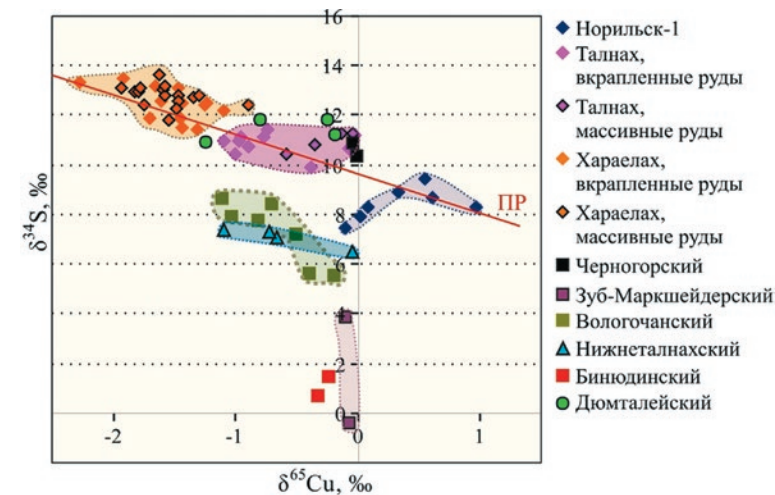 16
14
12
10
8
6
4
2
0
-2
-1
0
1
δ³⁴S, ‰
δ⁶⁵Cu, ‰
ПР
Норильск-1
Талнах,
вкрапленные руды
Талнах,
массивные руды
Хараелах,
вкрапленные руды
Хараелах,
массивные руды
Черногорский
Зуб-Маркшейдерский
Вологочанский
Нижнеталнахский
Бинюдинский
Дюмталейский